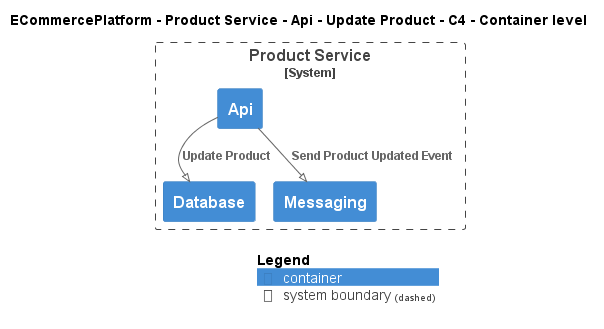 ECommercePlatform - Product Service - Api - Update Product - C4 - Container level
Product Service
[System]
Api
Update Product
Send Product Updated Event
Database
Messaging
Legend
container
system boundary (dashed)